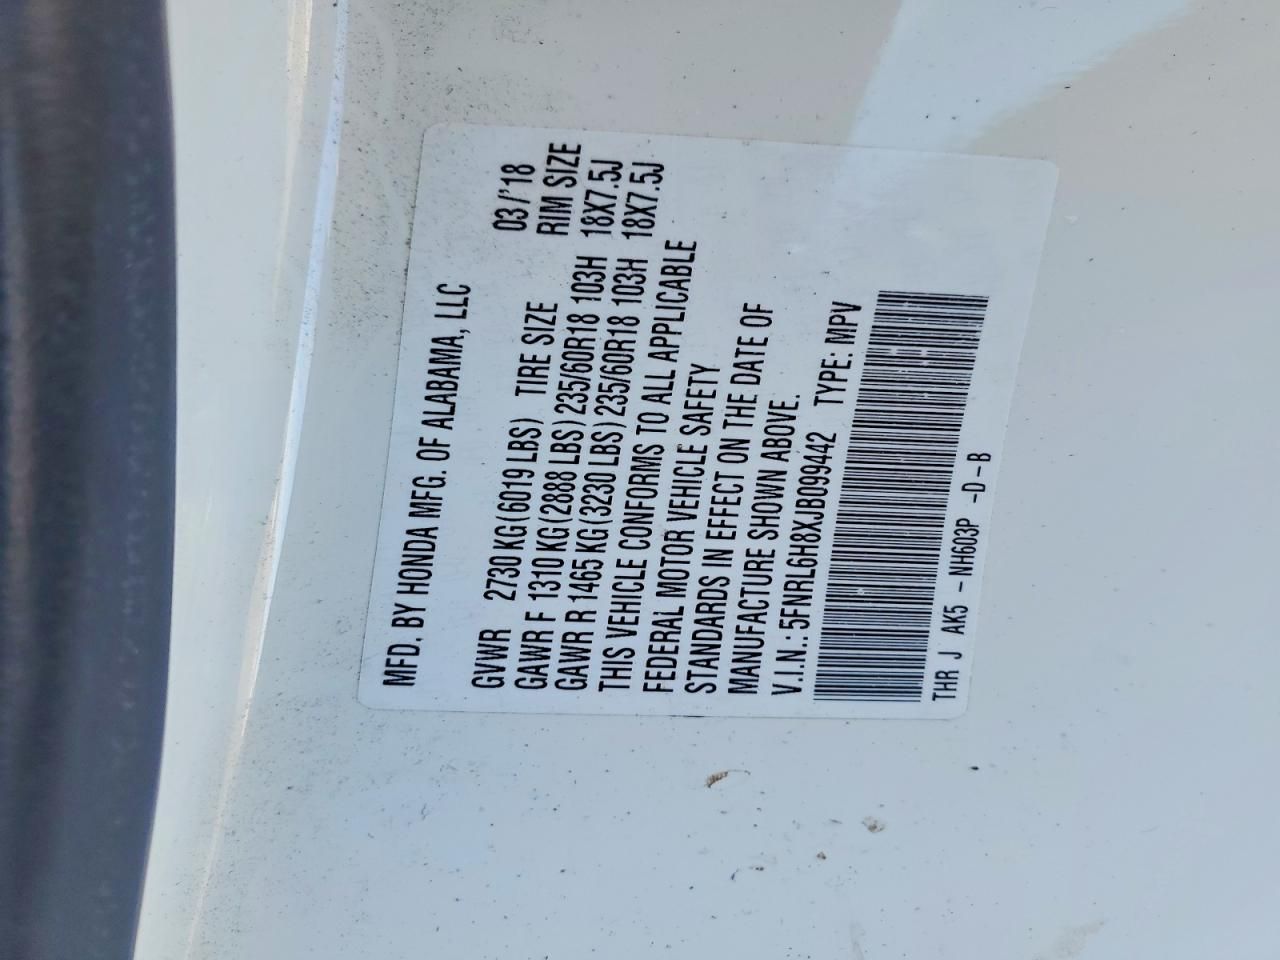 MFD. BY HONDA MFG. OF ALABAMA, LLC
03/'18
GVWR 2730 KG(6019 LBS) TIRE SIZE RIM SIZE
GAWR F 1310 KG(2888 LBS) 235/60R18 103H 18X7.5J
GAWR R 1465 KG(3230 LBS) 235/60R18 103H 18X7.5J
THIS VEHICLE CONFORMS TO ALL APPLICABLE
FEDERAL MOTOR VEHICLE SAFETY
STANDARDS IN EFFECT ON THE DATE OF
MANUFACTURE SHOWN ABOVE.
V.I.N.: 5FNRL6H8XJB099442 TYPE: MPV
THR J AK5 - NH603P -D-B